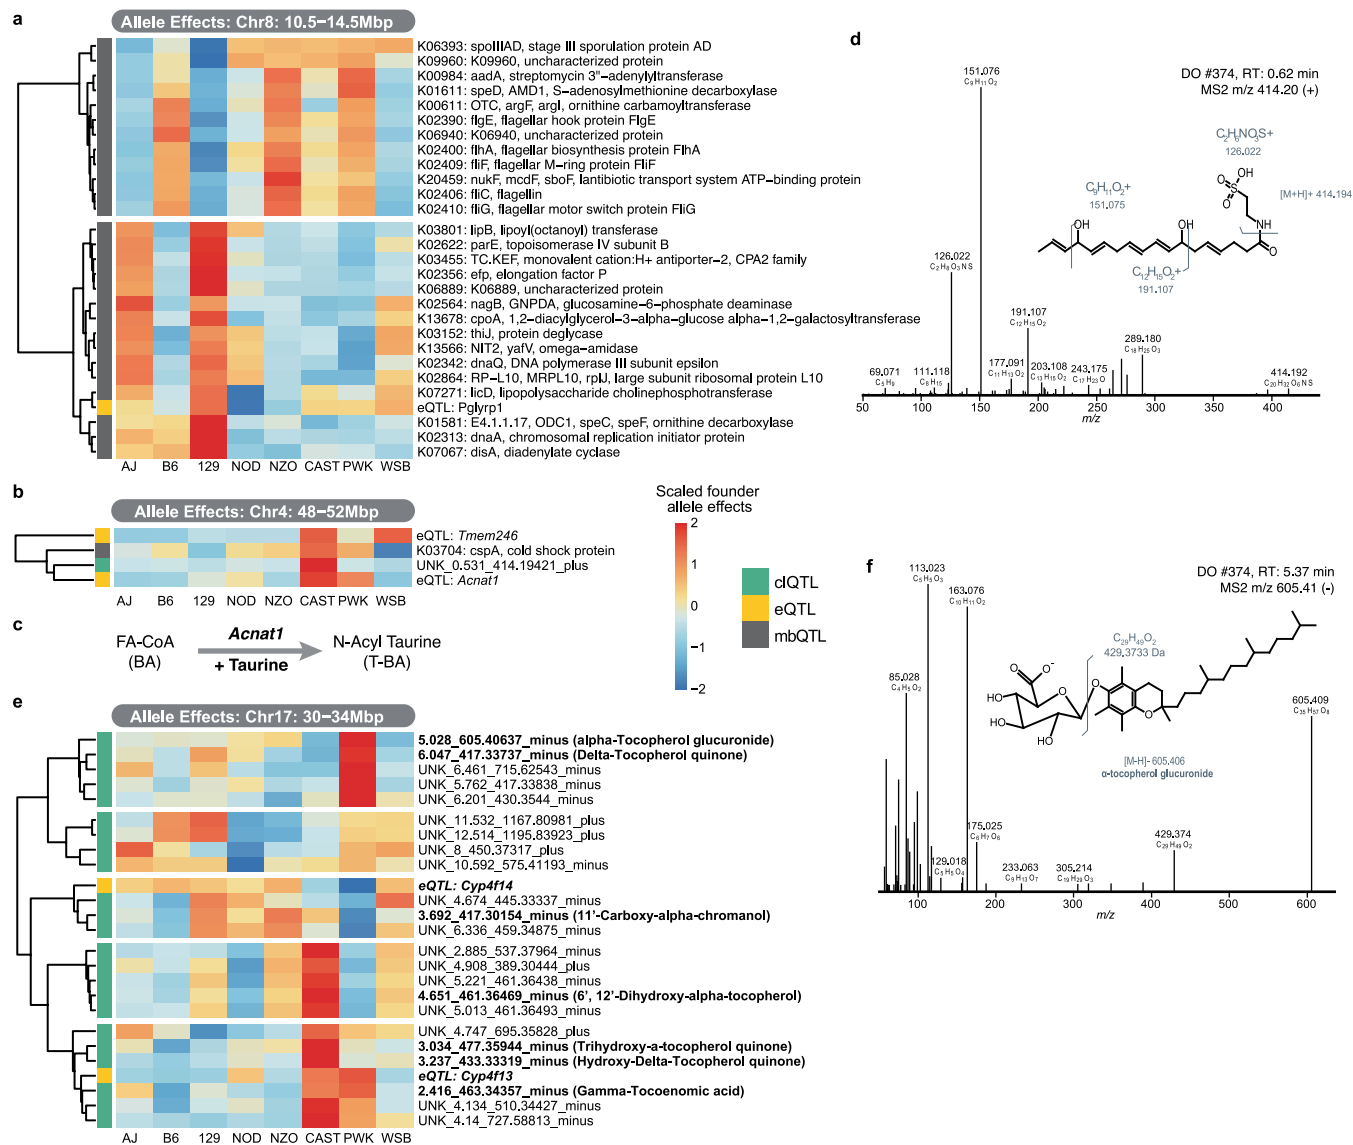 a
Allele Effects: Chr8: 10.5−14.5Mbp
K06393: spoIIIAD, stage III sporulation protein AD
K09960: K09960, uncharacterized protein
K00984: aadA, streptomycin 3"−adenylyltransferase
K01611: speD, AMD1, S−adenosylmethionine decarboxylase
K00611: OTC, argF, argI, ornithine carbamoyltransferase
K02390: flgE, flagellar hook protein FlgE
K06940: K06940, uncharacterized protein
K02400: flhA, flagellar biosynthesis protein FlhA
K02409: fliF, flagellar M−ring protein FliF
K20459: nukF, mcdF, sboF, lantibiotic transport system ATP−binding protein
K02406: fliC, flagellin
K02410: fliG, flagellar motor switch protein FliG
K03801: lipB, lipoyl(octanoyl) transferase
K02622: parE, topoisomerase IV subunit B
K03455: TC.KEF, monovalent cation:H+ antiporter−2, CPA2 family
K02356: efp, elongation factor P
K06889: K06889, uncharacterized protein
K02564: nagB, GNPDA, glucosamine−6−phosphate deaminase
K13678: cpoA, 1,2−diacylglycerol−3−alpha−glucose alpha−1,2−galactosyltransferase
K03152: thiJ, protein deglycase
K13566: NIT2, yafV, omega−amidase
K02342: dnaQ, DNA polymerase III subunit epsilon
K02864: RP−L10, MRPL10, rplJ, large subunit ribosomal protein L10
K07271: licD, lipopolysaccharide cholinephosphotransferase
eQTL: Pglyrp1
K01581: E4.1.1.17, ODC1, speC, speF, ornithine decarboxylase
K02313: dnaA, chromosomal replication initiator protein
K07067: disA, diadenylate cyclase
AJ B6 129 NOD NZO CAST PWK WSB
b
Allele Effects: Chr4: 48−52Mbp
eQTL: Tmem246
K03704: cspA, cold shock protein
UNK_0.531_414.19421_plus
eQTL: Acnat1
AJ B6 129 NOD NZO CAST PWK WSB
Scaled founder
allele effects
2
1
0
−1
−2
clQTL
eQTL
mbQTL
c
FA-CoA
(BA)
Acnat1
+ Taurine
N-Acyl Taurine
(T-BA)
d
DO #374, RT: 0.62 min
MS2 m/z 414.20 (+)
151.076
C9H11O2
C2H6NO3S+
126.022
OH
O
S
O
[M+H]+ 414.194
C9H11O2+
151.075
OH
OH
NH
O
C12H15O2+
191.107
126.022
C2H8O3NS
191.107
C12H15O2
177.091
C11H13O2
203.108
C13H15O2
243.175
C17H23O
289.180
C18H25O3
69.071
C5H9
111.118
C8H15
414.192
C20H32O6NS
50 100 150 200 250 300 350 400
m/z
e
Allele Effects: Chr17: 30−34Mbp
5.028_605.40637_minus (alpha-Tocopherol glucuronide)
6.047_417.33737_minus (Delta-Tocopherol quinone)
UNK_6.461_715.62543_minus
UNK_5.762_417.33838_minus
UNK_6.201_430.3544_minus
UNK_11.532_1167.80981_plus
UNK_12.514_1195.83923_plus
UNK_8_450.37317_plus
UNK_10.592_575.41193_minus
eQTL: Cyp4f14
UNK_4.674_445.33337_minus
3.692_417.30154_minus (11'-Carboxy-alpha-chromanol)
UNK_6.336_459.34875_minus
UNK_2.885_537.37964_minus
UNK_4.908_389.30444_plus
UNK_5.221_461.36438_minus
4.651_461.36469_minus (6', 12'-Dihydroxy-alpha-tocopherol)
UNK_5.013_461.36493_minus
UNK_4.747_695.35828_plus
3.034_477.35944_minus (Trihydroxy-a-tocopherol quinone)
3.237_433.33319_minus (Hydroxy-Delta-Tocopherol quinone)
eQTL: Cyp4f13
2.416_463.34357_minus (Gamma-Tocoenomic acid)
UNK_4.134_510.34427_minus
UNK_4.14_727.58813_minus
AJ B6 129 NOD NZO CAST PWK WSB
f
DO #374, RT: 5.37 min
MS2 m/z 605.41 (-)
113.023
C5H5O3
163.076
C10H11O2
85.028
C4H5O2
C29H49O2
429.3733 Da
O
O-
HO
O
O
HO
OH
OH
O
[M-H]- 605.406
α-tocopherol glucuronide
605.409
C35H57O8
175.025
C6H7O6
129.018
C5H5O4
233.063
C9H13O7
305.214
C19H29O3
429.374
C29H49O2
100 200 300 400 500 600
m/z